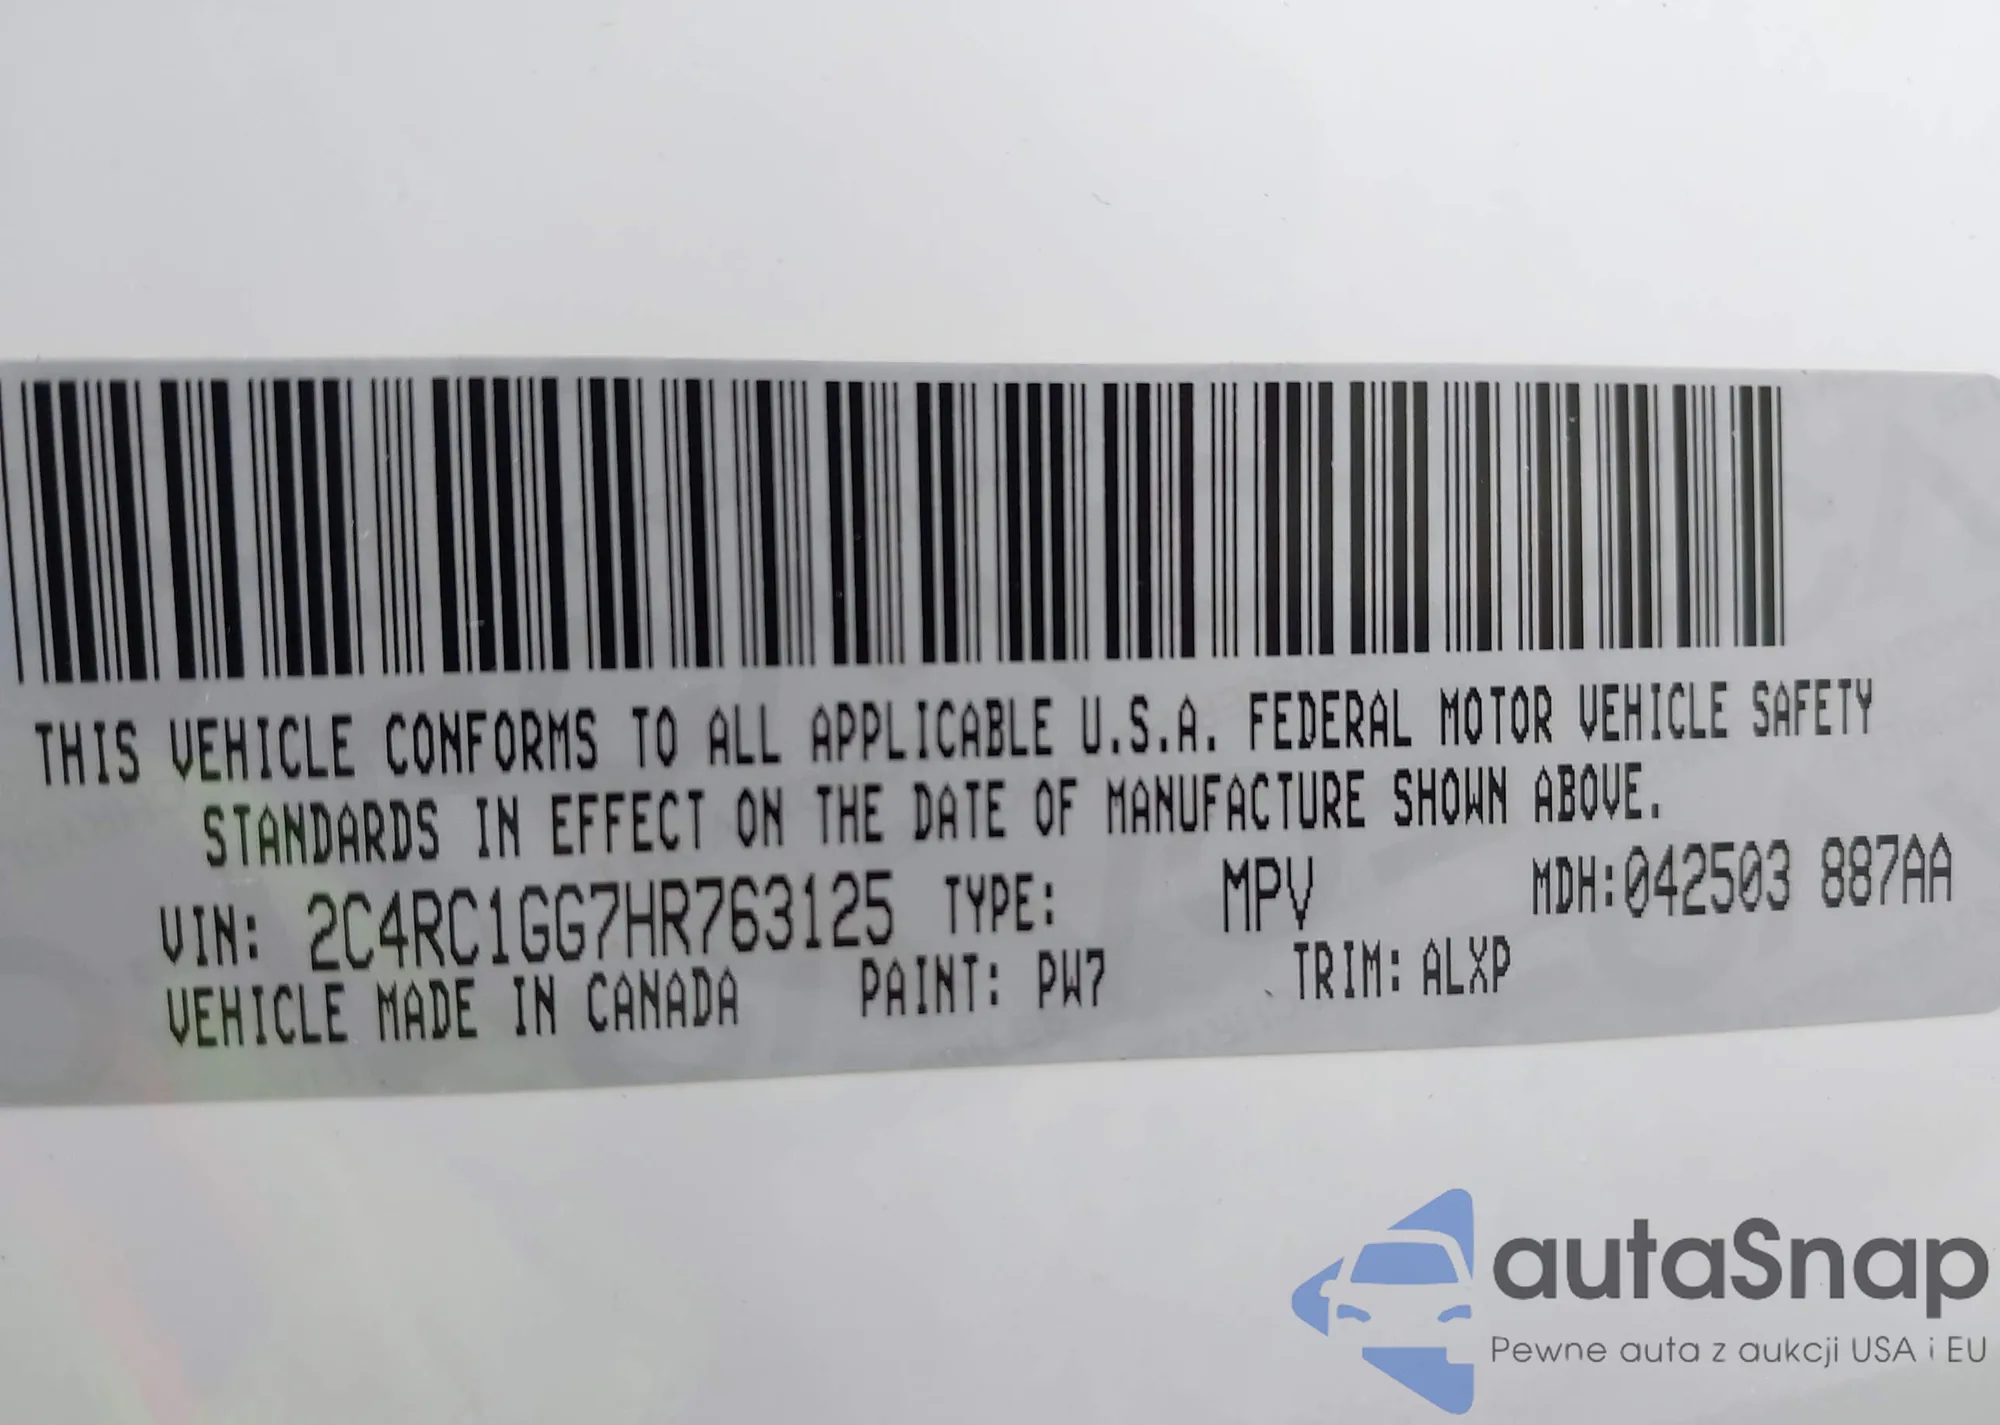 THIS VEHICLE CONFORMS TO ALL APPLICABLE U.S.A. FEDERAL MOTOR VEHICLE SAFETY
STANDARDS IN EFFECT ON THE DATE OF MANUFACTURE SHOWN ABOVE.
VIN: 2C4RC1GG7HR763125 TYPE: MPV MDH:042503 887AA
VEHICLE MADE IN CANADA PAINT: PW7 TRIM: ALXP
autaSnap
Pewne auta z aukcji USA i EU